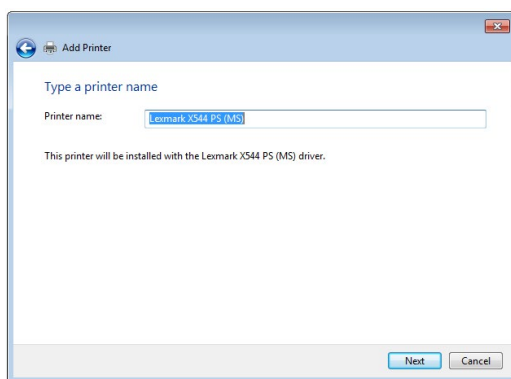 Add Printer
Type a printer name
Printer name: Lexmark X544 PS (MS)
This printer will be installed with the Lexmark X544 PS (MS) driver.
Next Cancel